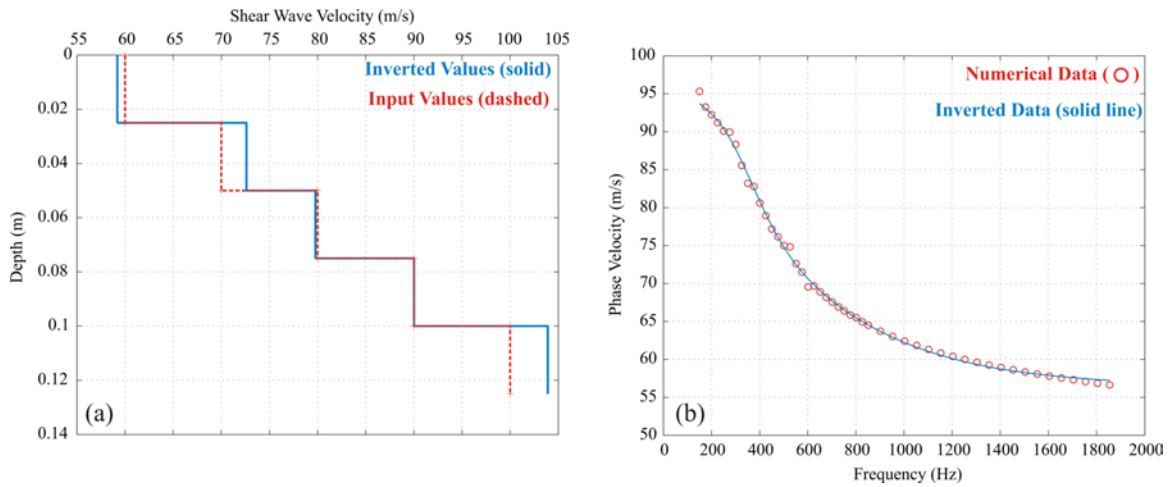 Shear Wave Velocity (m/s)
55 60 65 70 75 80 85 90 95 100 105
Inverted Values (solid)
Input Values (dashed)
0
0.02
0.04
0.06
0.08
0.1
0.12
0.14
Depth (m)
(a)
100
95
90
85
80
75
70
65
60
55
50
Phase Velocity (m/s)
Numerical Data ( )
Inverted Data (solid line)
(b)
0 200 400 600 800 1000 1200 1400 1600 1800 2000
Frequency (Hz)